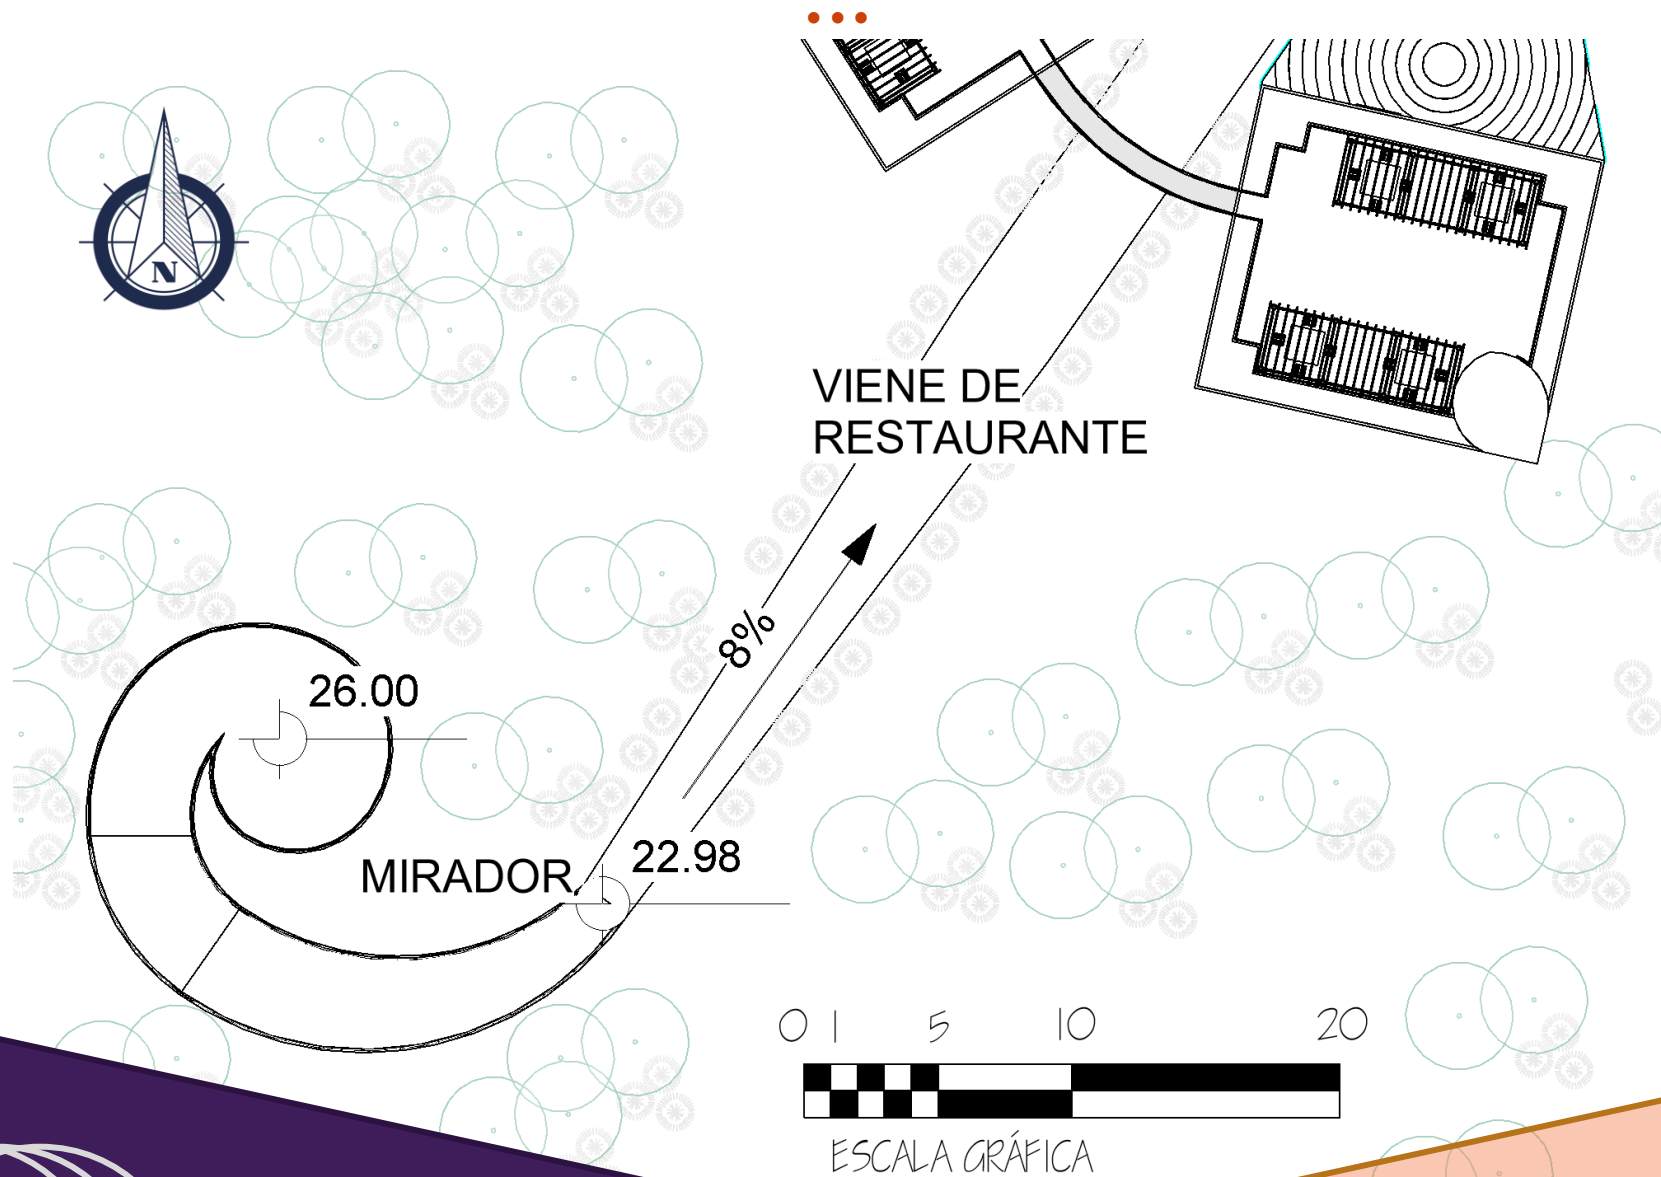 N
VIENE DE
RESTAURANTE
8%
26.00
22.98
MIRADOR
0 1 5 10 20
ESCALA GRÁFICA